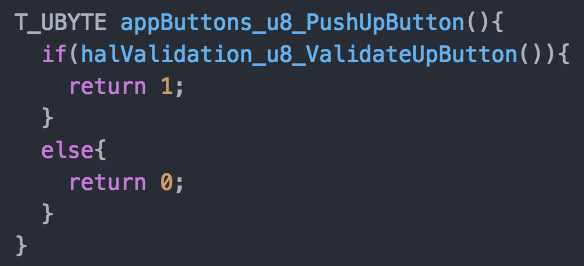 T_UBYTE appButtons_u8_PushUpButton(){
  if(halValidation_u8_ValidateUpButton()){
    return 1;
  }
  else{
    return 0;
  }
}